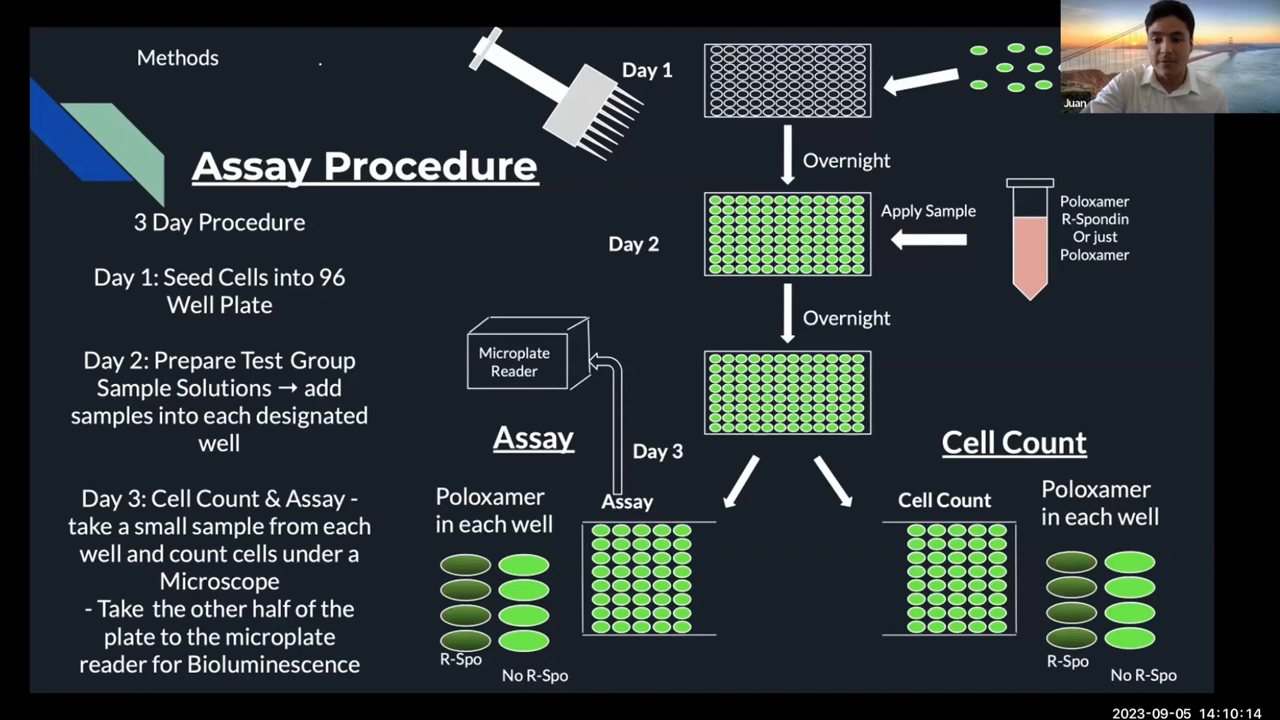 Methods
Assay Procedure
3 Day Procedure
Day 1: Seed Cells into 96
Well Plate
Day 2: Prepare Test Group
Sample Solutions → add
samples into each designated
well
Day 3: Cell Count & Assay -
take a small sample from each
well and count cells under a
Microscope
- Take the other half of the
plate to the microplate
reader for Bioluminescence
Day 1
Overnight
Day 2
Apply Sample
Poloxamer
R-Spondin
Or just
Poloxamer
Overnight
Microplate
Reader
Assay
Day 3
Poloxamer
in each well
R-Spo
No R-Spo
Assay
Cell Count
Cell Count
Poloxamer
in each well
R-Spo
No R-Spo
Juan
2023-09-05 14:10:14